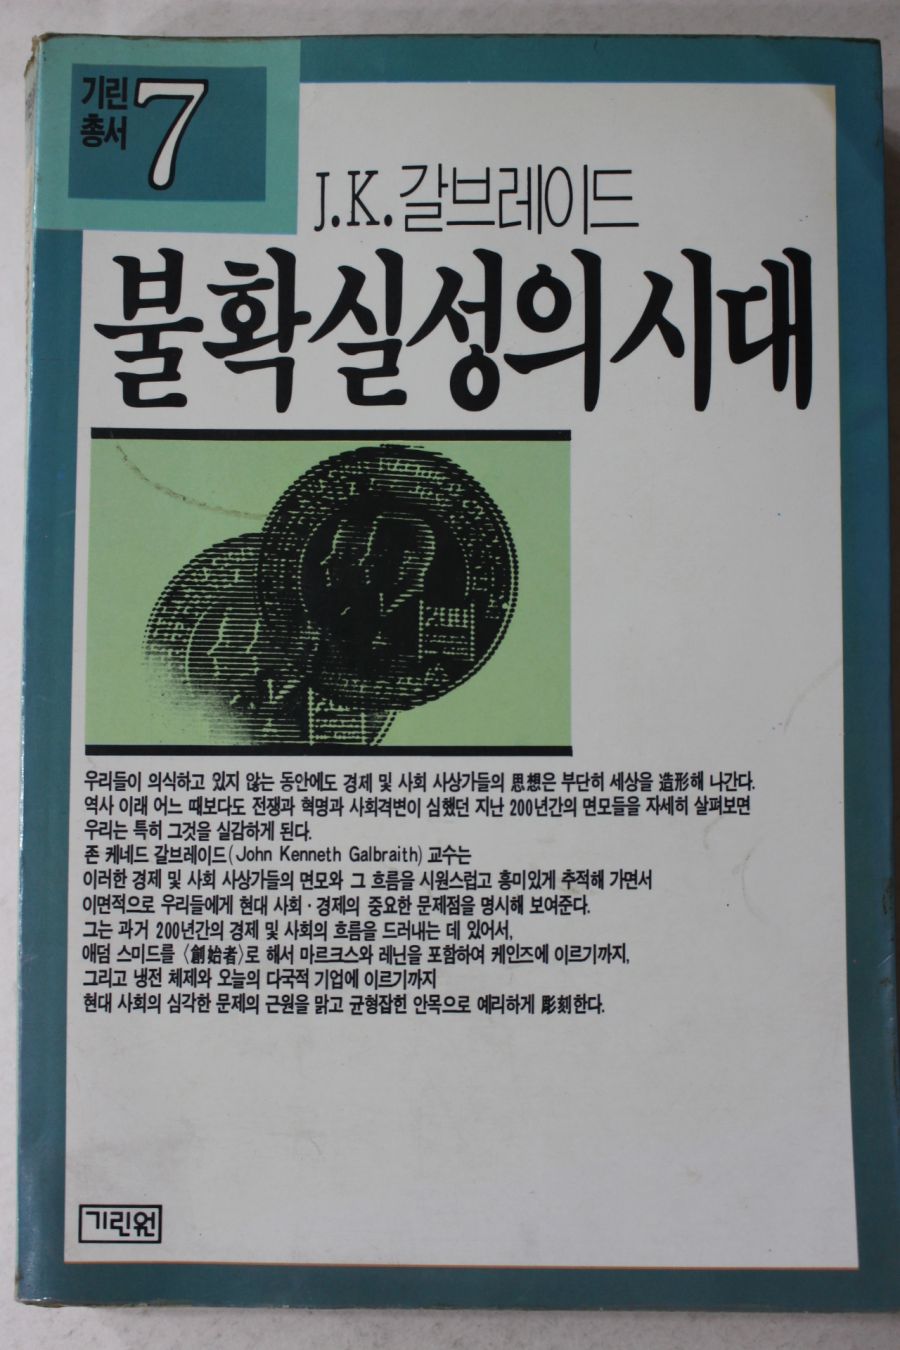 기린
총서
7
J.K.갈브레이드
불확실성의시대
우리들이 의식하고 있지 않는 동안에도 경제 및 사회 사상가들의 思想은 부단히 세상을 造形해 나간다.
역사 이래 어느 때보다도 전쟁과 혁명과 사회격변이 심했던 지난 200년간의 면모들을 자세히 살펴보면
우리는 특히 그것을 실감하게 된다.
존 케네드 갈브레이드(John Kenneth Galbraith) 교수는
이러한 경제 및 사회 사상가들의 면모와 그 흐름을 시원스럽고 흥미있게 추적해 가면서
이면적으로 우리들에게 현대 사회·경제의 중요한 문제점을 명시해 보여준다.
그는 과거 200년간의 경제 및 사회의 흐름을 드러내는 데 있어서,
애덤 스미드를 〈創始者〉로 해서 마르크스와 레닌을 포함하여 케인즈에 이르기까지,
그리고 냉전 체제와 오늘의 다국적 기업에 이르기까지
현대 사회의 심각한 문제의 근원을 맑고 균형잡힌 안목으로 예리하게 彫刻한다.
기린원